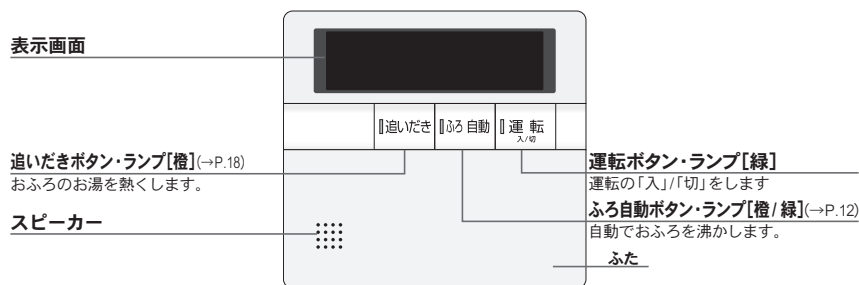 表示画面
追いだき ふろ 自動 運 転
入/切
追いだきボタン・ランプ[橙](→P.18)
おふろのお湯を熱くします。
スピーカー
運転ボタン・ランプ[緑]
運転の「入」/「切」をします
ふろ自動ボタン・ランプ[橙/緑](→P.12)
自動でおふろを沸かします。
ふた